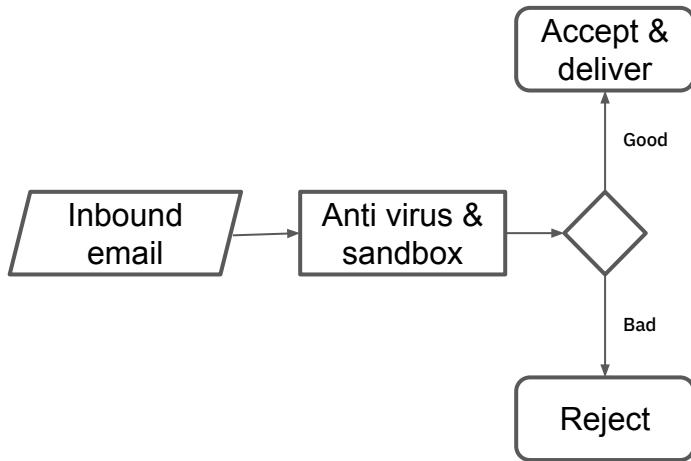 Accept &
deliver
Good
Inbound
email
Anti virus &
sandbox
Bad
Reject